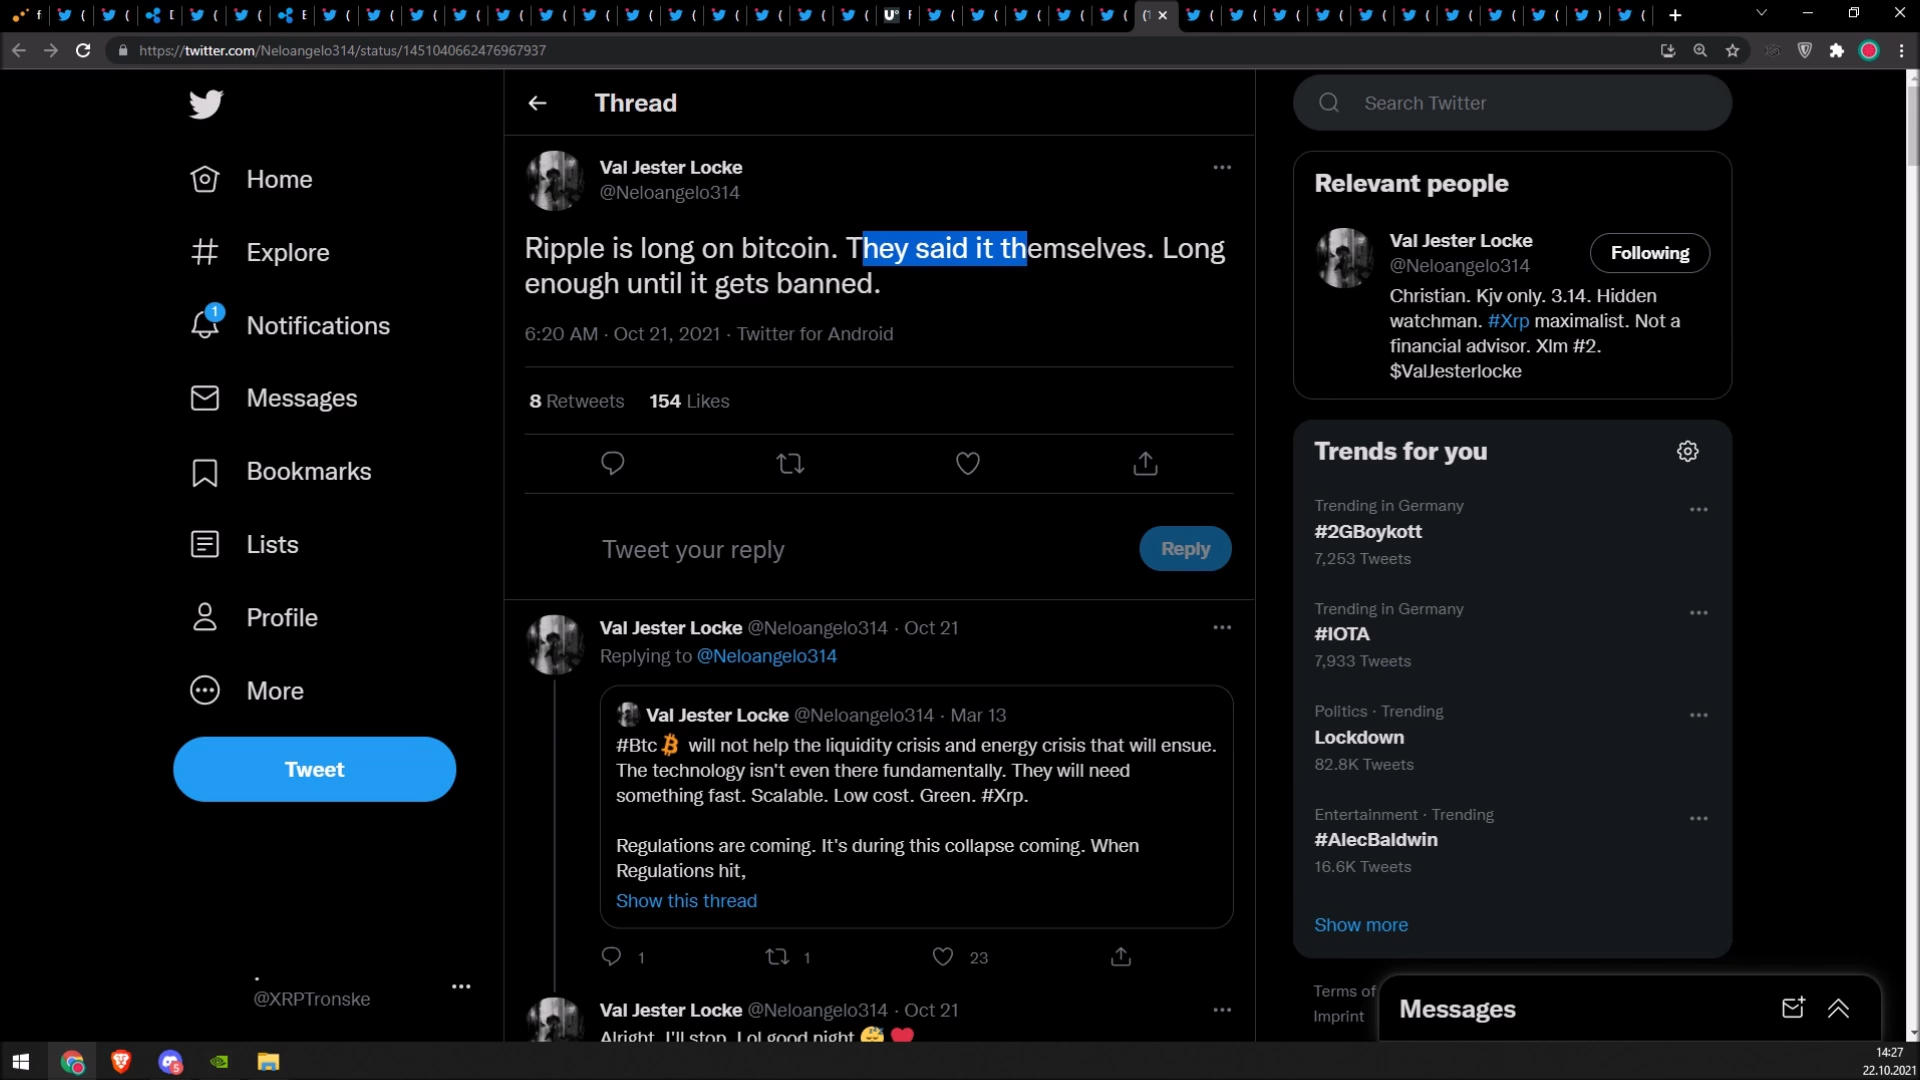 https://twitter.com/Neloangelo314/status/1451040662476967937
Home
Explore
1
Notifications
Messages
Bookmarks
Lists
Profile
More
Tweet
@XRPTronske
Thread
Val Jester Locke
@Neloangelo314
Ripple is long on bitcoin. They said it themselves. Long
enough until it gets banned.
6:20 AM · Oct 21, 2021 · Twitter for Android
8 Retweets 154 Likes
Tweet your reply
Reply
Val Jester Locke @Neloangelo314 · Oct 21
Replying to @Neloangelo314
Val Jester Locke @Neloangelo314 · Mar 13
#Btc will not help the liquidity crisis and energy crisis that will ensue.
The technology isn't even there fundamentally. They will need
something fast. Scalable. Low cost. Green. #Xrp.
Regulations are coming. It's during this collapse coming. When
Regulations hit,
Show this thread
1 1 23
Val Jester Locke @Neloangelo314 · Oct 21
Alright. I'll stop. Lol good night 😴 ❤️
Search Twitter
Relevant people
Val Jester Locke
@Neloangelo314
Following
Christian. Kjv only. 3.14. Hidden
watchman. #Xrp maximalist. Not a
financial advisor. Xlm #2.
$ValJesterlocke
Trends for you
Trending in Germany
#2GBoykott
7,253 Tweets
Trending in Germany
#IOTA
7,933 Tweets
Politics · Trending
Lockdown
82.8K Tweets
Entertainment · Trending
#AlecBaldwin
16.6K Tweets
Show more
Terms of
Imprint
Messages
5
14:27
22.10.2021